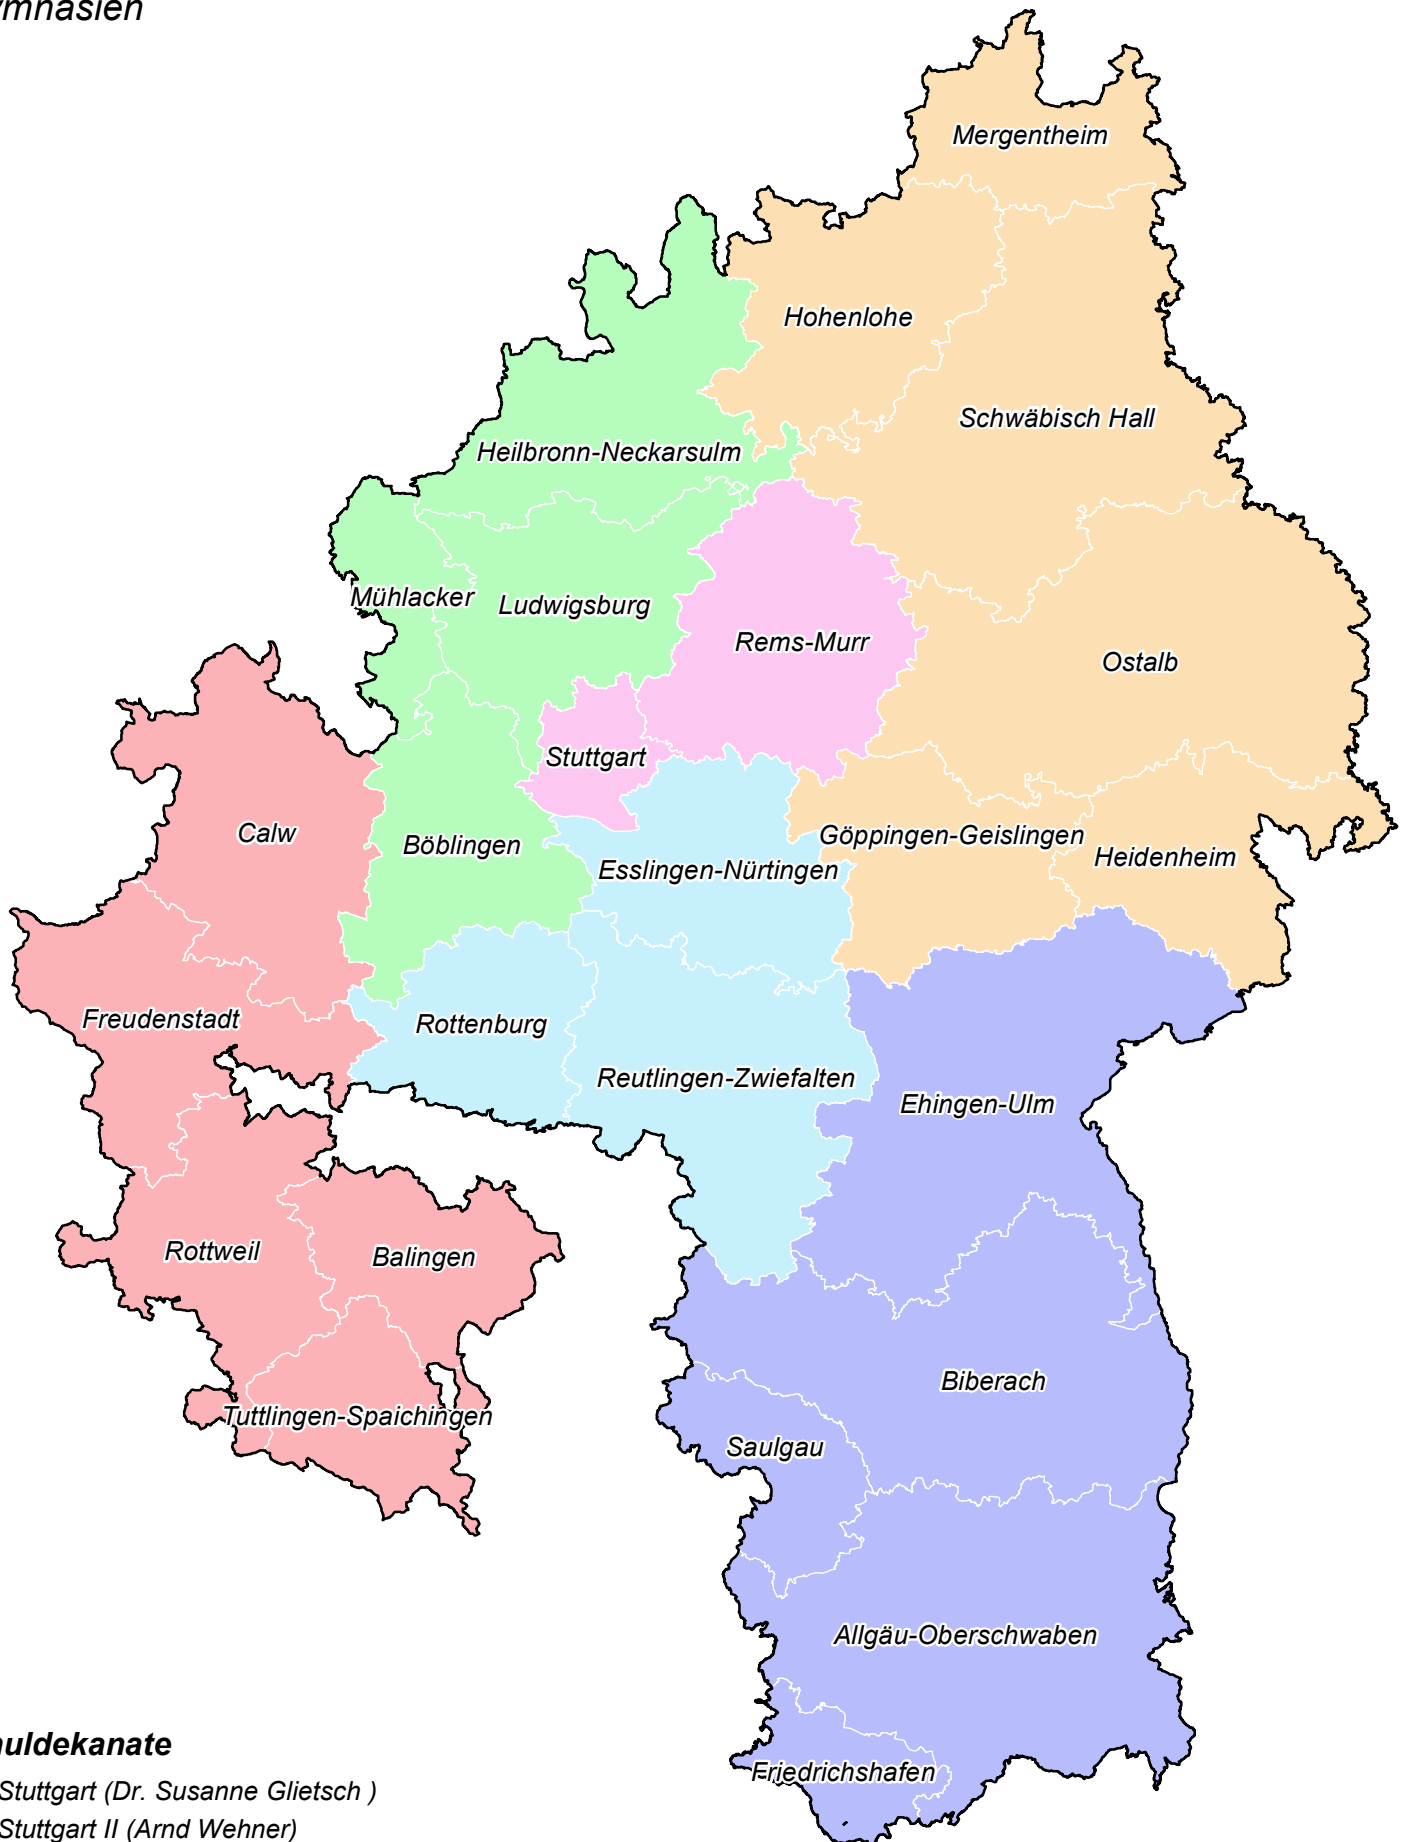 Mergentheim
Hohenlohe
Schwäbisch Hall
Heilbronn-Neckarsulm
Mühlacker
Ludwigsburg
Rems-Murr
Ostalb
Stuttgart
Calw
Böblingen
Göppingen-Geislingen
Esslingen-Nürtingen
Heidenheim
Freudenstadt
Rottenburg
Reutlingen-Zwiefalten
Ehingen-Ulm
Rottweil
Balingen
Biberach
Tuttlingen-Spaichingen
Saulgau
Allgäu-Oberschwaben
Friedrichshafen
Stuttgart (Dr. Susanne Glietsch )
Stuttgart II (Arnd Wehner)